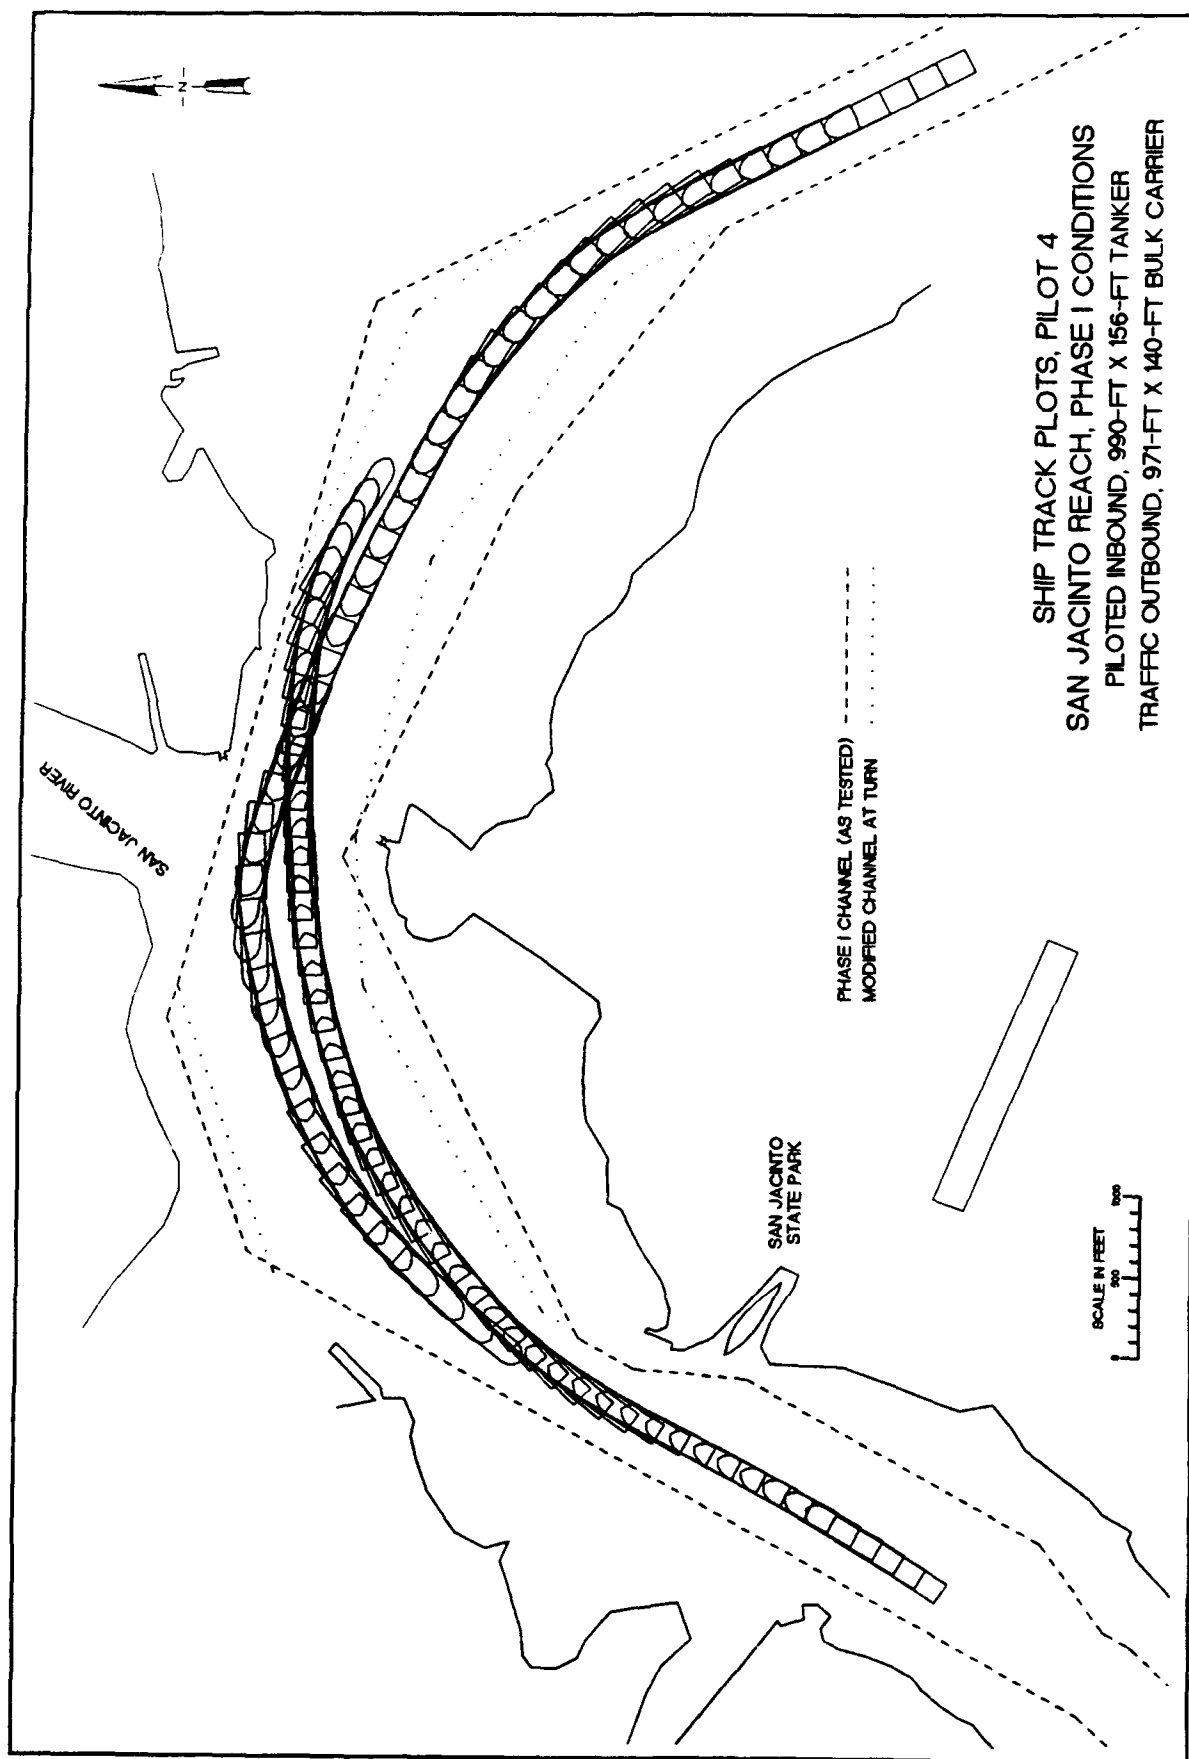 Z
SAN JACINTO RIVER
PHASE I CHANNEL (AS TESTED)
MODIFIED CHANNEL AT TURN
SAN JACINTO
STATE PARK
SCALE IN FEET
0 500 1000
SHIP TRACK PLOTS, PILOT 4
SAN JACINTO REACH, PHASE I CONDITIONS
PILOTED INBOUND, 990-FT X 156-FT TANKER
TRAFFIC OUTBOUND, 971-FT X 140-FT BULK CARRIER